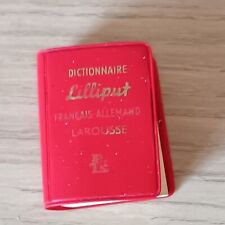 DICTIONNAIRE
Lilliput
FRANÇAIS-ALLEMAND
LAROUSSE